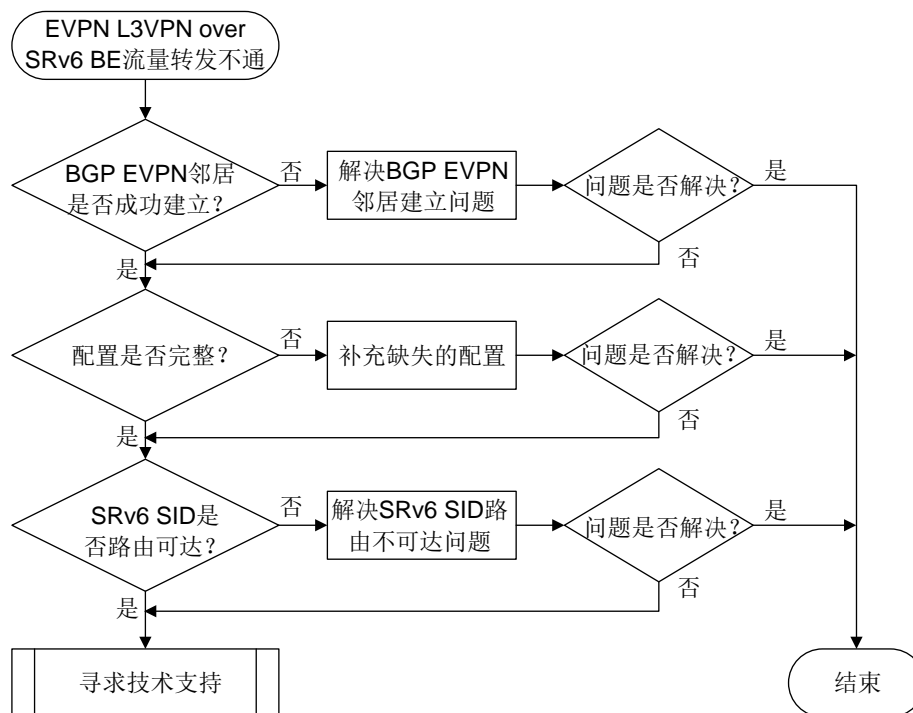 EVPN L3VPN over
SRv6 BE流量转发不通
BGP EVPN邻居
是否成功建立？
否
解决BGP EVPN
邻居建立问题
问题是否解决？
是
否
是
配置是否完整？
否
补充缺失的配置
问题是否解决？
是
否
是
SRv6 SID是
否路由可达？
否
解决SRv6 SID路
由不可达问题
问题是否解决？
是
否
是
寻求技术支持
结束